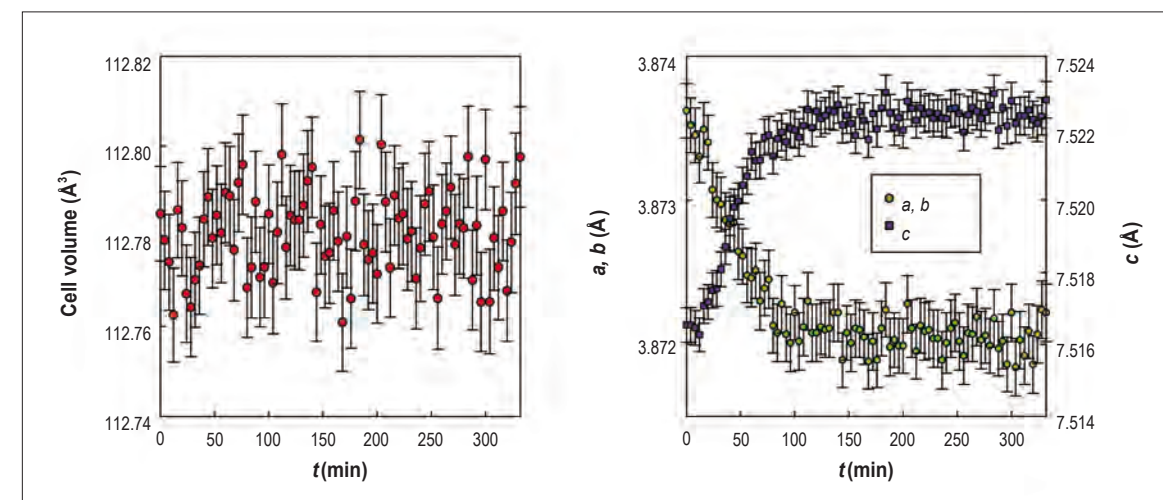 112.82
112.80
112.78
112.76
112.74
Cell volume (Å³)
0 50 100 150 200 250 300
t (min)
3.874
3.873
3.872
a, b (Å)
a, b
c
7.524
7.522
7.520
7.518
7.516
7.514
c (Å)
0 50 100 150 200 250 300
t (min)